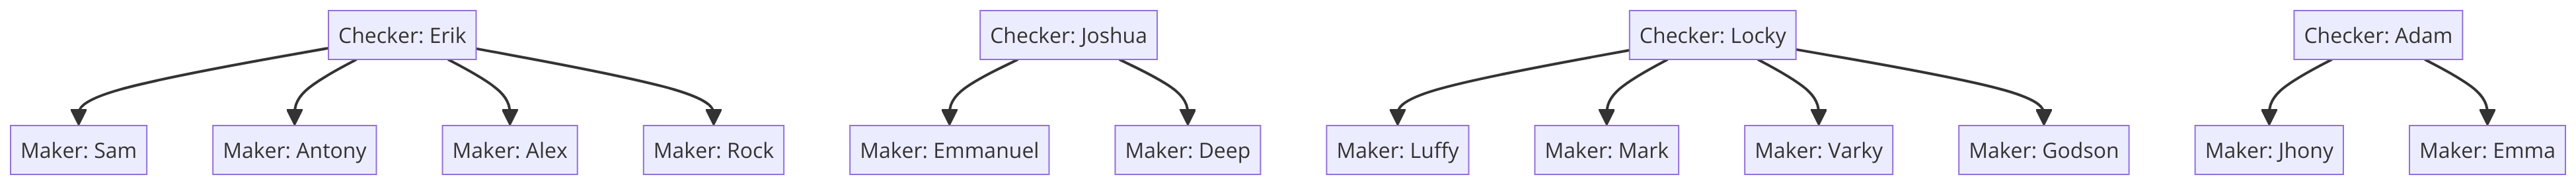 Checker: Erik
Checker: Joshua
Checker: Locky
Checker: Adam
Maker: Sam
Maker: Antony
Maker: Alex
Maker: Rock
Maker: Emmanuel
Maker: Deep
Maker: Luffy
Maker: Mark
Maker: Varky
Maker: Godson
Maker: Jhony
Maker: Emma